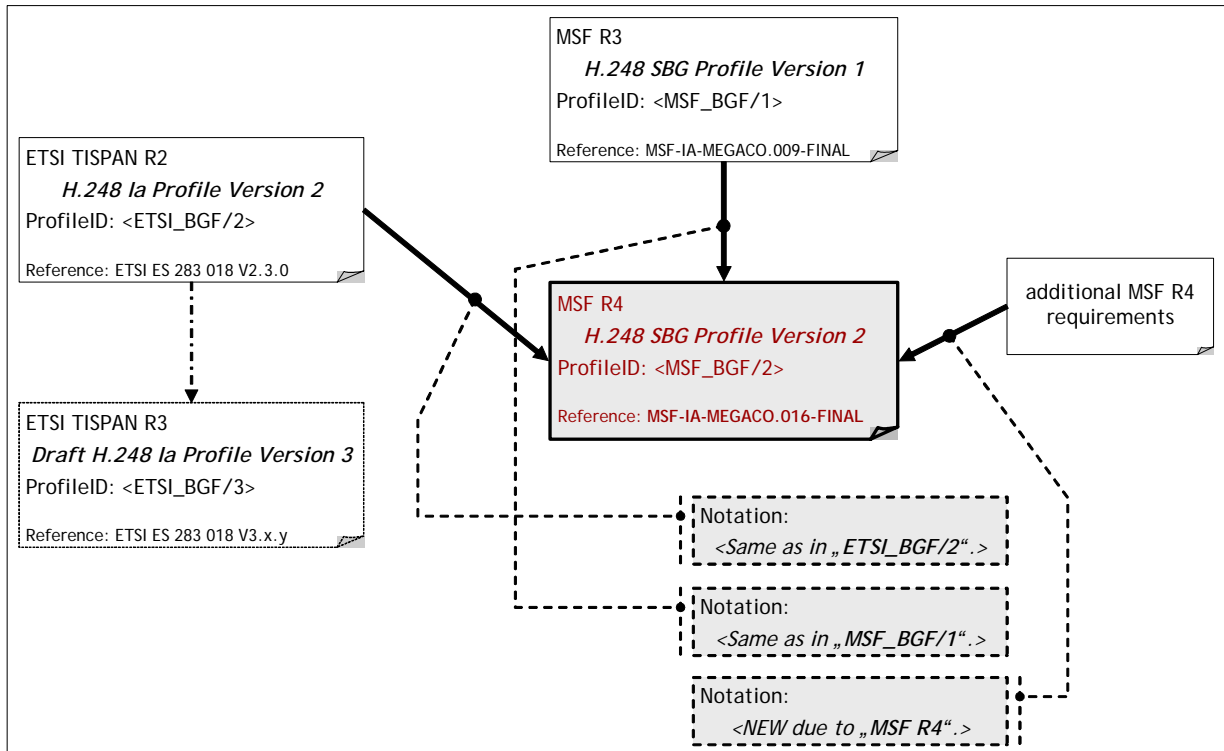 MSF R3
H.248 SBG Profile Version 1
ProfileID: <MSF_BGF/1>
Reference: MSF-IA-MEGACO.009-FINAL
ETSI TISPAN R2
H.248 Ia Profile Version 2
ProfileID: <ETSI_BGF/2>
Reference: ETSI ES 283 018 V2.3.0
MSF R4
H.248 SBG Profile Version 2
ProfileID: <MSF_BGF/2>
Reference: MSF-IA-MEGACO.016-FINAL
additional MSF R4
requirements
ETSI TISPAN R3
Draft H.248 Ia Profile Version 3
ProfileID: <ETSI_BGF/3>
Reference: ETSI ES 283 018 V3.x.y
Notation:
<Same as in „ETSI_BGF/2“.>
Notation:
<Same as in „MSF_BGF/1“.>
Notation:
<NEW due to „MSF R4“.>